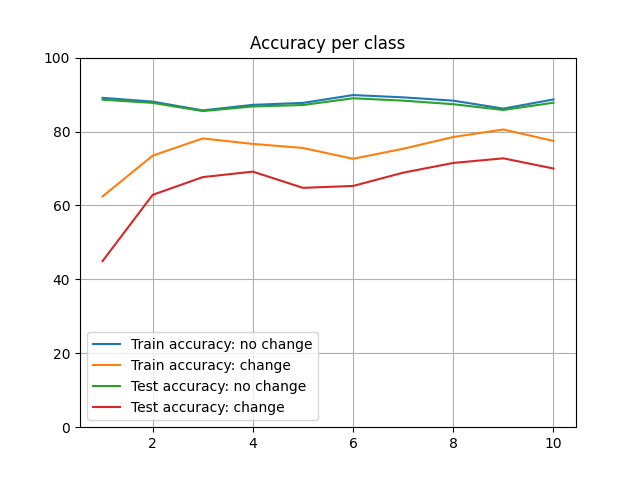 Accuracy per class
100
80
60
40
20
0
Train accuracy: no change
Train accuracy: change
Test accuracy: no change
Test accuracy: change
2 4 6 8 10